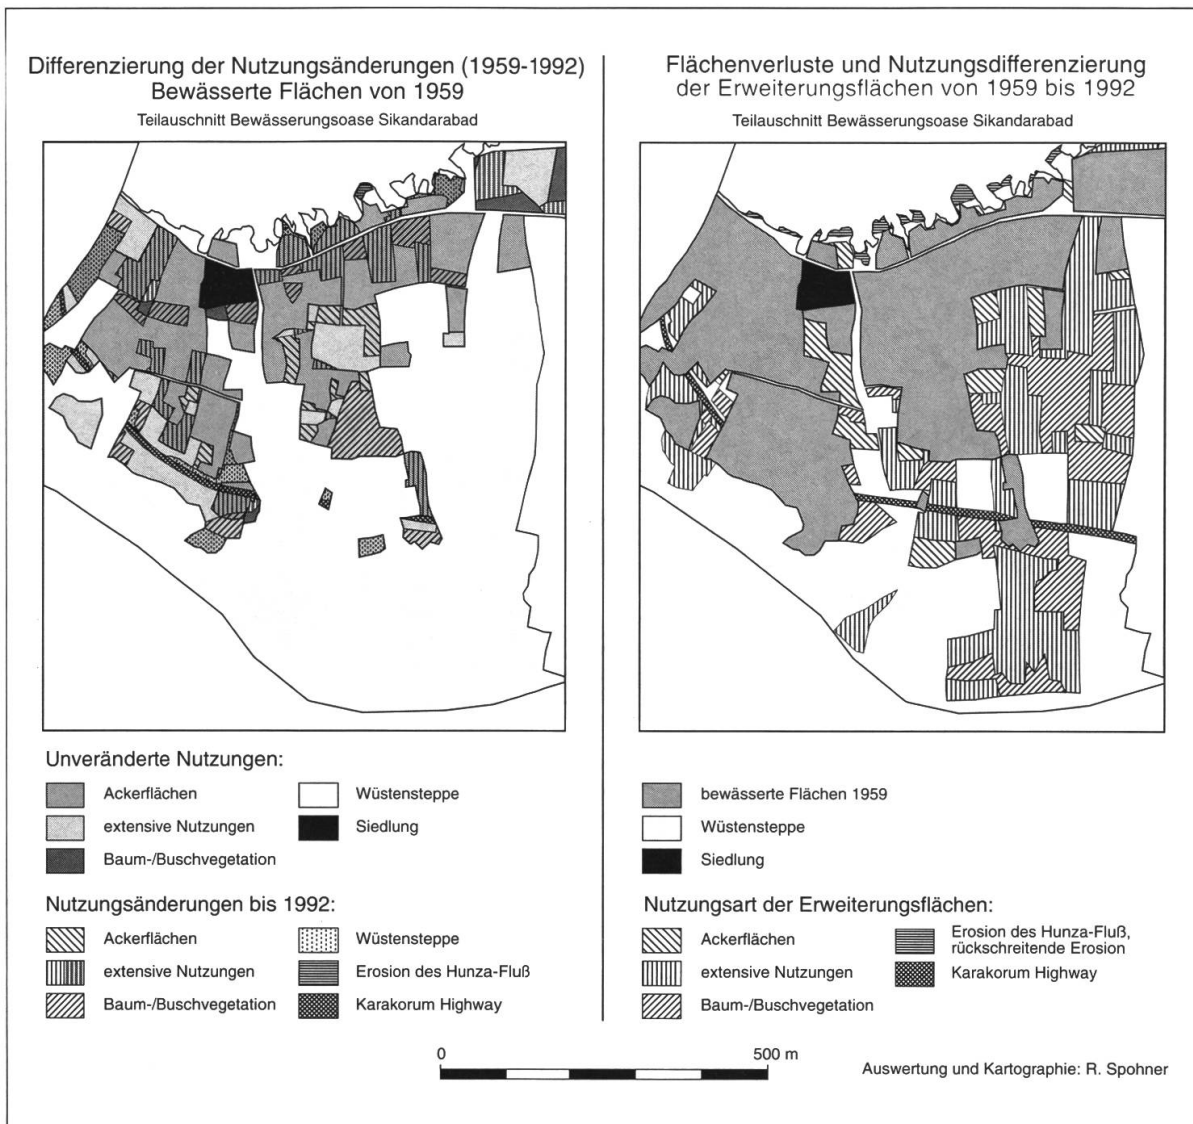 Differenzierung der Nutzungsänderungen (1959-1992)
Bewässerte Flächen von 1959
Teilauschnitt Bewässerungsoase Sikandarabad
Unveränderte Nutzungen:
Ackerflächen
Wüstensteppe
extensive Nutzungen
Siedlung
Baum-/Buschvegetation
Nutzungsänderungen bis 1992:
Ackerflächen
Wüstensteppe
extensive Nutzungen
Erosion des Hunza-Fluß
Baum-/Buschvegetation
Karakorum Highway
Flächenverluste und Nutzungsdifferenzierung
der Erweiterungsflächen von 1959 bis 1992
Teilauschnitt Bewässerungsoase Sikandarabad
bewässerte Flächen 1959
Wüstensteppe
Siedlung
Nutzungsart der Erweiterungsflächen:
Ackerflächen
Erosion des Hunza-Fluß,
rückschreitende Erosion
extensive Nutzungen
Karakorum Highway
Baum-/Buschvegetation
0 500 m
Auswertung und Kartographie: R. Spohner